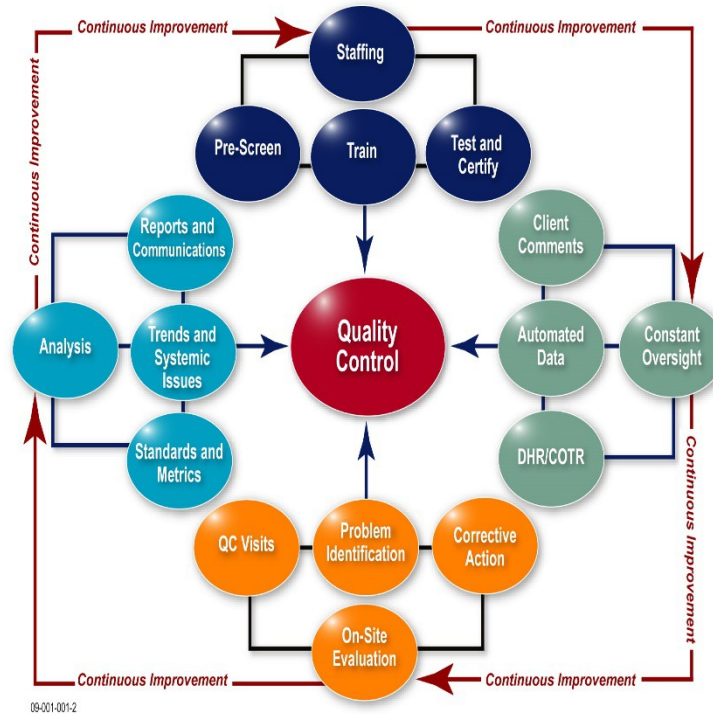 Continuous Improvement
Continuous Improvement
Staffing
Pre-Screen
Train
Test and
Certify
Continuous Improvement
Continuous Improvement
Reports and
Communications
Client
Comments
Analysis
Trends and
Systemic
Issues
Quality
Control
Automated
Data
Constant
Oversight
Standards and
Metrics
DHR/COTR
QC Visits
Problem
Identification
Corrective
Action
Continuous Improvement
On-Site
Evaluation
Continuous Improvement
Continuous Improvement
09-001-001-2